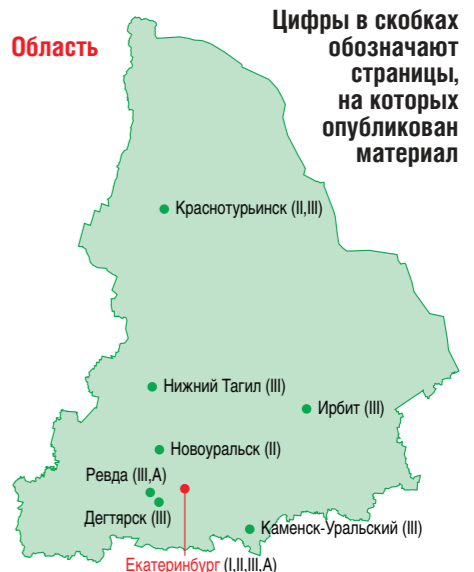 Область
Цифры в скобках
обозначают
страницы,
на которых
опубликован
материал
Краснотурьинск (II,III)
Нижний Тагил (III)
Ирбит (III)
Новоуральск (II)
Ревда (III,А)
Дегтярск (III)
Каменск-Уральский (III)
Екатеринбург (I,II,III,А)